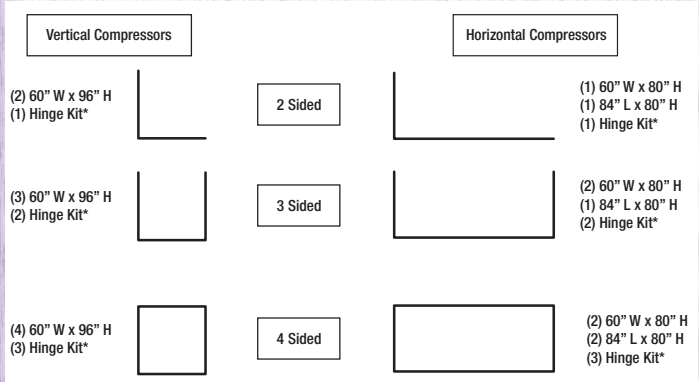 Vertical Compressors
Horizontal Compressors
(2) 60” W x 96” H
(1) Hinge Kit*
2 Sided
(1) 60” W x 80” H
(1) 84” L x 80” H
(1) Hinge Kit*
(3) 60” W x 96” H
(2) Hinge Kit*
3 Sided
(2) 60” W x 80” H
(1) 84” L x 80” H
(2) Hinge Kit*
(4) 60” W x 96” H
(3) Hinge Kit*
4 Sided
(2) 60” W x 80” H
(2) 84” L x 80” H
(3) Hinge Kit*